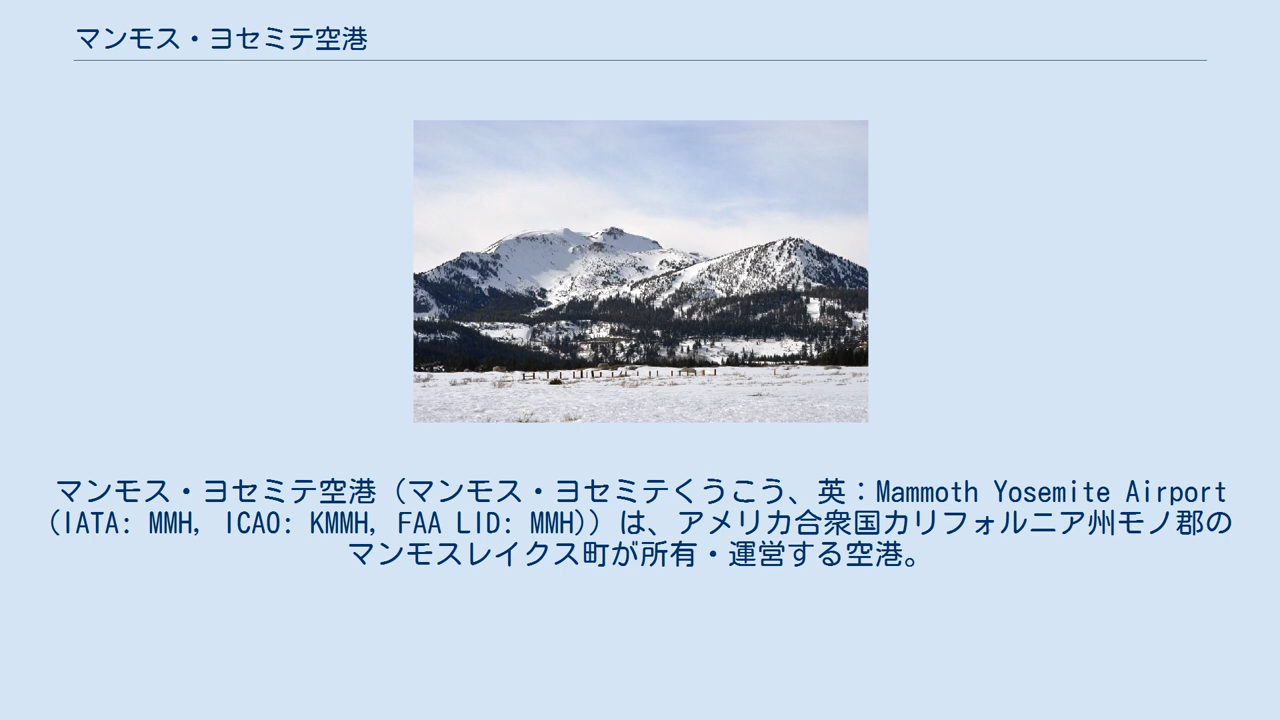 マンモス・ヨセミテ空港
マンモス・ヨセミテ空港（マンモス・ヨセミテくうこう、英：Mammoth Yosemite Airport
(IATA: MMH, ICAO: KMMH, FAA LID: MMH)）は、アメリカ合衆国カリフォルニア州モノ郡の
マンモスレイクス町が所有・運営する空港。